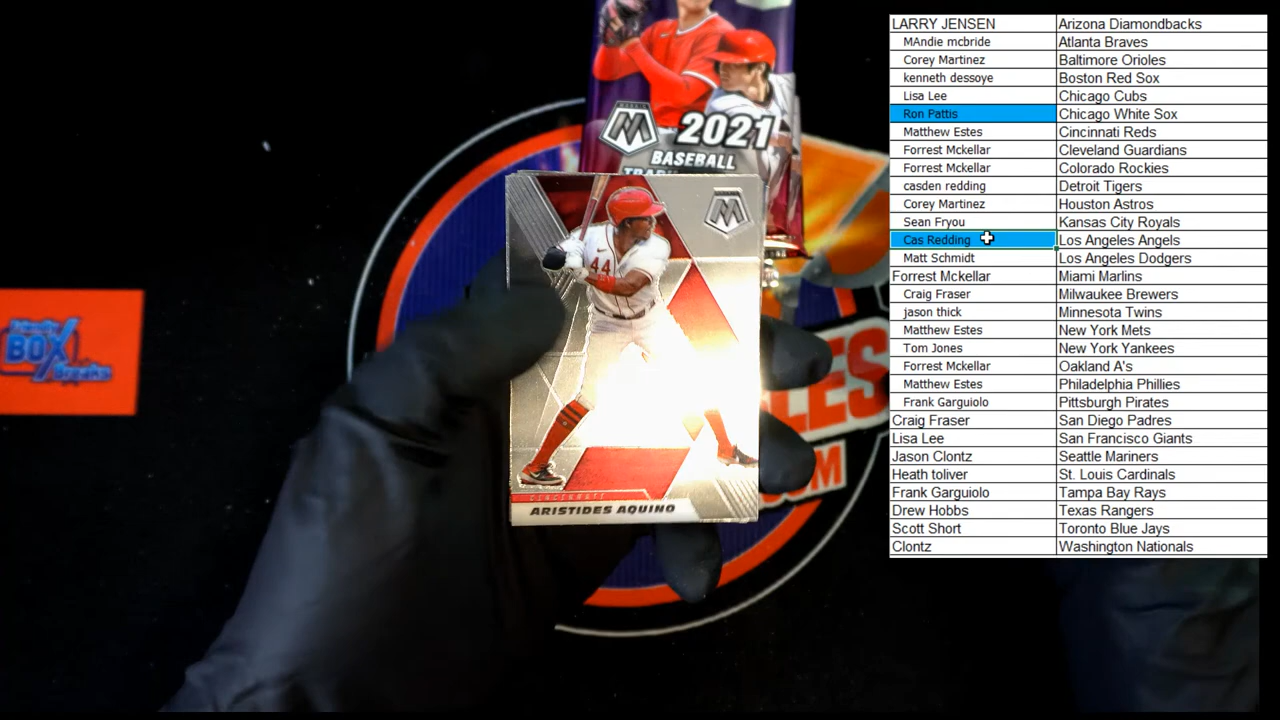 2021
BASEBALL
44
ARISTIDES AQUINO
BOX
Breaks
LES
COM
LARRY JENSEN Arizona Diamondbacks
MAndie mcbride Atlanta Braves
Corey Martinez Baltimore Orioles
kenneth dessoye Boston Red Sox
Lisa Lee Chicago Cubs
Ron Pattis Chicago White Sox
Matthew Estes Cincinnati Reds
Forrest Mckellar Cleveland Guardians
Forrest Mckellar Colorado Rockies
casden redding Detroit Tigers
Corey Martinez Houston Astros
Sean Fryou Kansas City Royals
Cas Redding Los Angeles Angels
Matt Schmidt Los Angeles Dodgers
Forrest Mckellar Miami Marlins
Craig Fraser Milwaukee Brewers
jason thick Minnesota Twins
Matthew Estes New York Mets
Tom Jones New York Yankees
Forrest Mckellar Oakland A's
Matthew Estes Philadelphia Phillies
Frank Garguiolo Pittsburgh Pirates
Craig Fraser San Diego Padres
Lisa Lee San Francisco Giants
Jason Clontz Seattle Mariners
Heath toliver St. Louis Cardinals
Frank Garguiolo Tampa Bay Rays
Drew Hobbs Texas Rangers
Scott Short Toronto Blue Jays
Clontz Washington Nationals